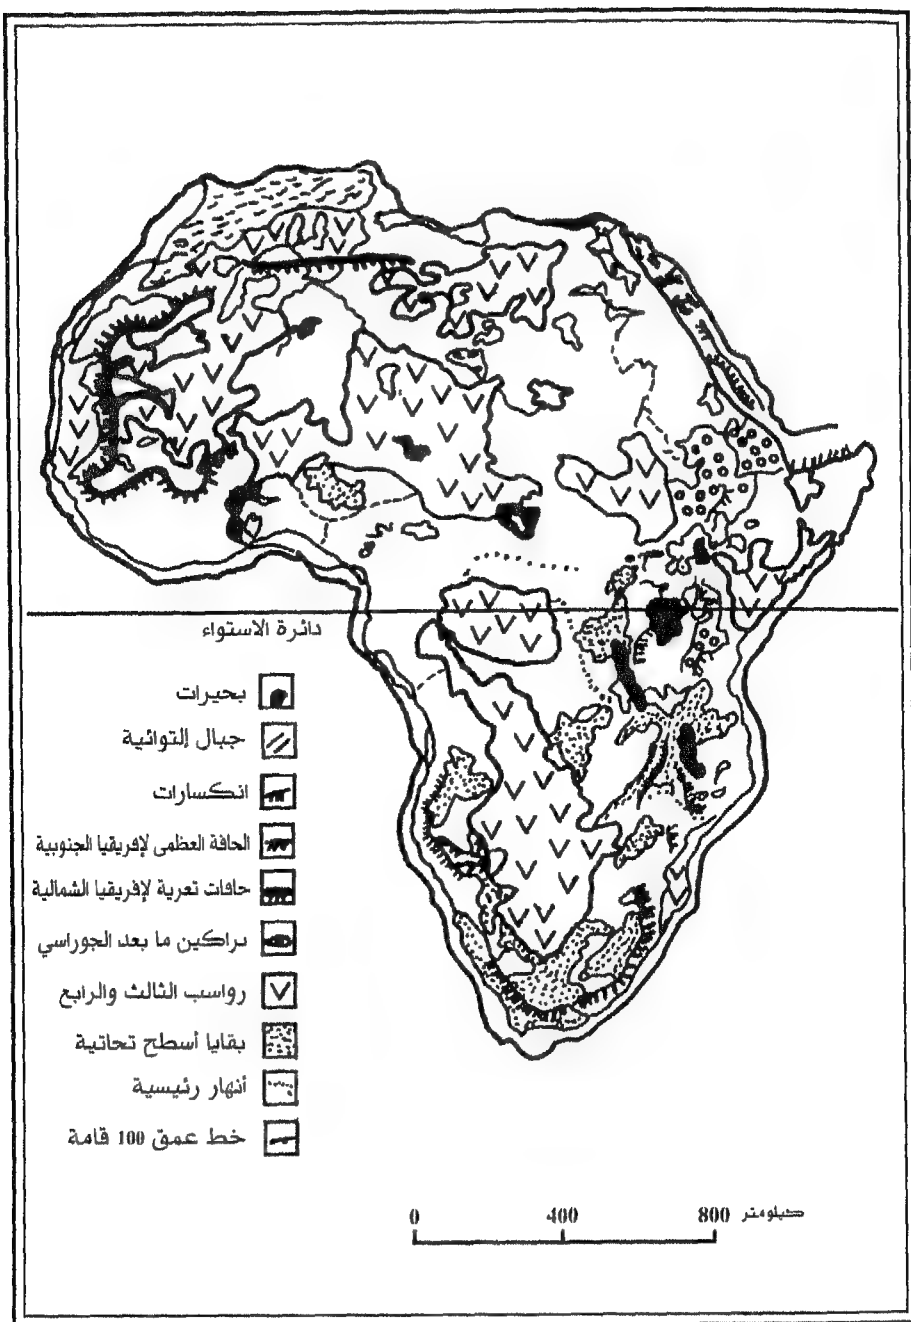 دائرة الاستواء
بحيرات
جبال إلتوائية
انكسارات
الحافة العظمى لإفريقيا الجنوبية
حافات تعرية لإفريقيا الشمالية
براكين ما بعد الجوراسي
رواسب الثالث والرابع
بقايا أسطح تحاتية
أنهار رئيسية
خط عمق 100 قامة
0 400 800 كيلومتر